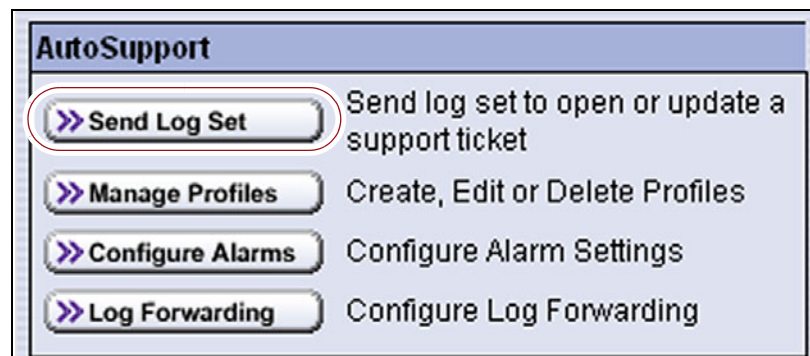 AutoSupport
>> Send Log Set
Send log set to open or update a
support ticket
>> Manage Profiles
Create, Edit or Delete Profiles
>> Configure Alarms
Configure Alarm Settings
>> Log Forwarding
Configure Log Forwarding